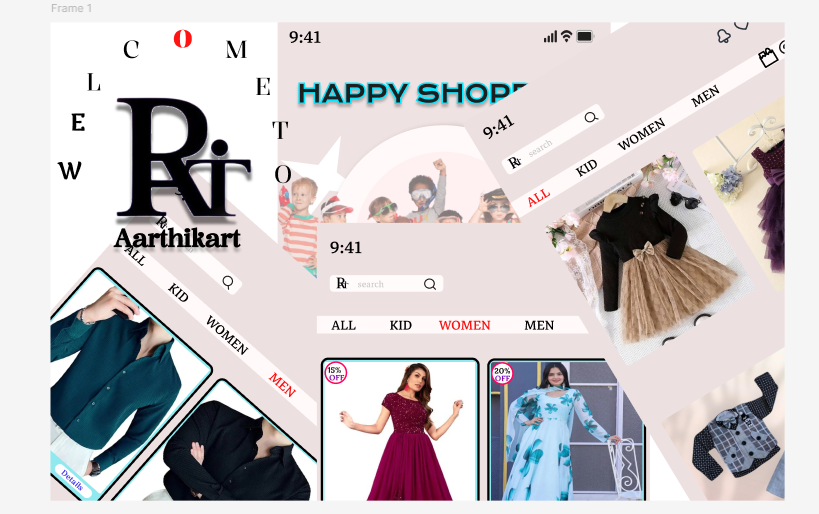 Frame 1
W E L C O M E T O
RT
Aarthikart
9:41
HAPPY SHOPP
9:41
search
ALL KID WOMEN MEN
ALL KID WOMEN MEN
Details
9:41
search
ALL KID WOMEN MEN
15%
OFF
20%
OFF